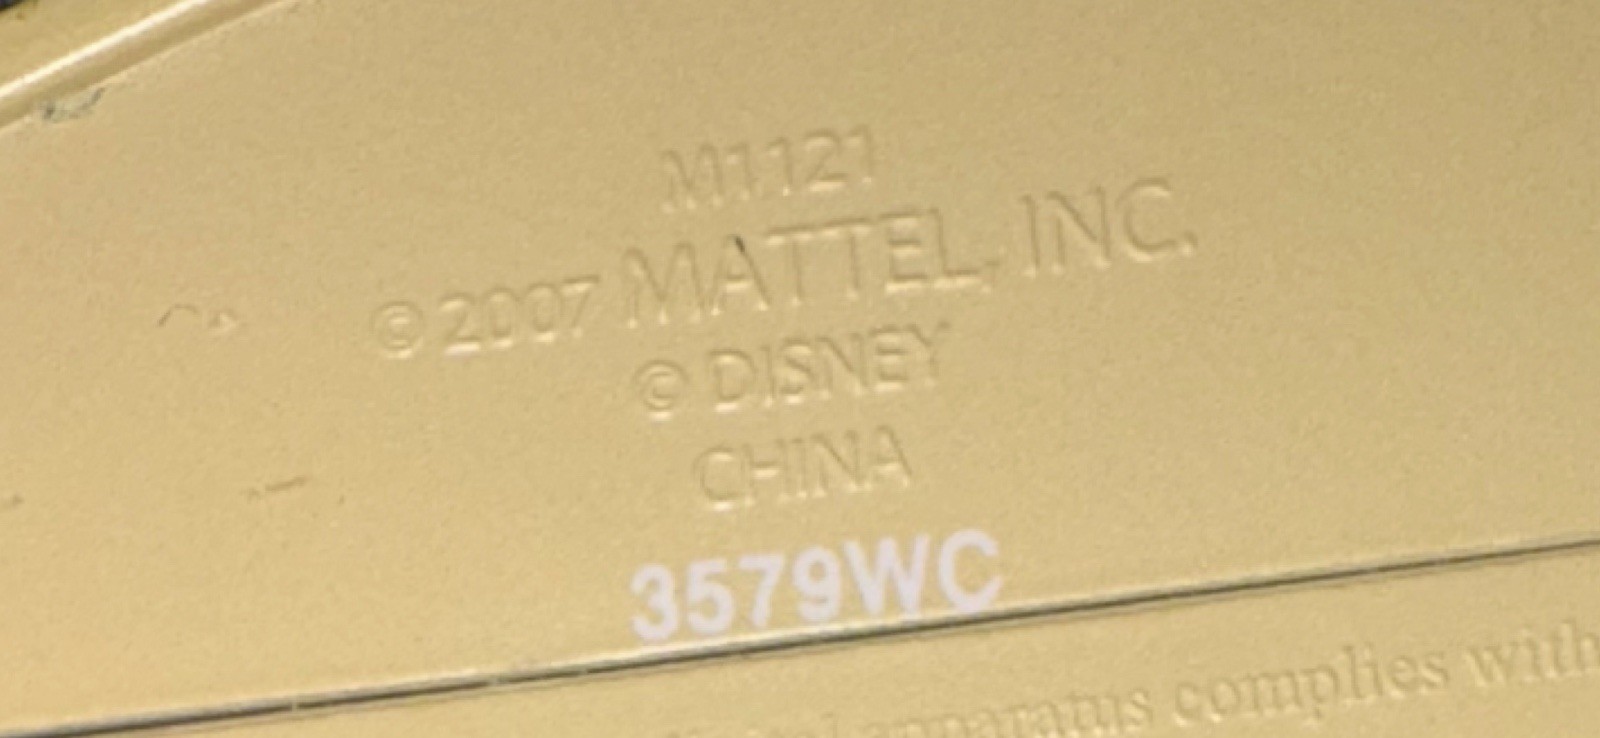 M1121
© 2007 MATTEL, INC.
© DISNEY
CHINA
3579WC
apparatus complies with